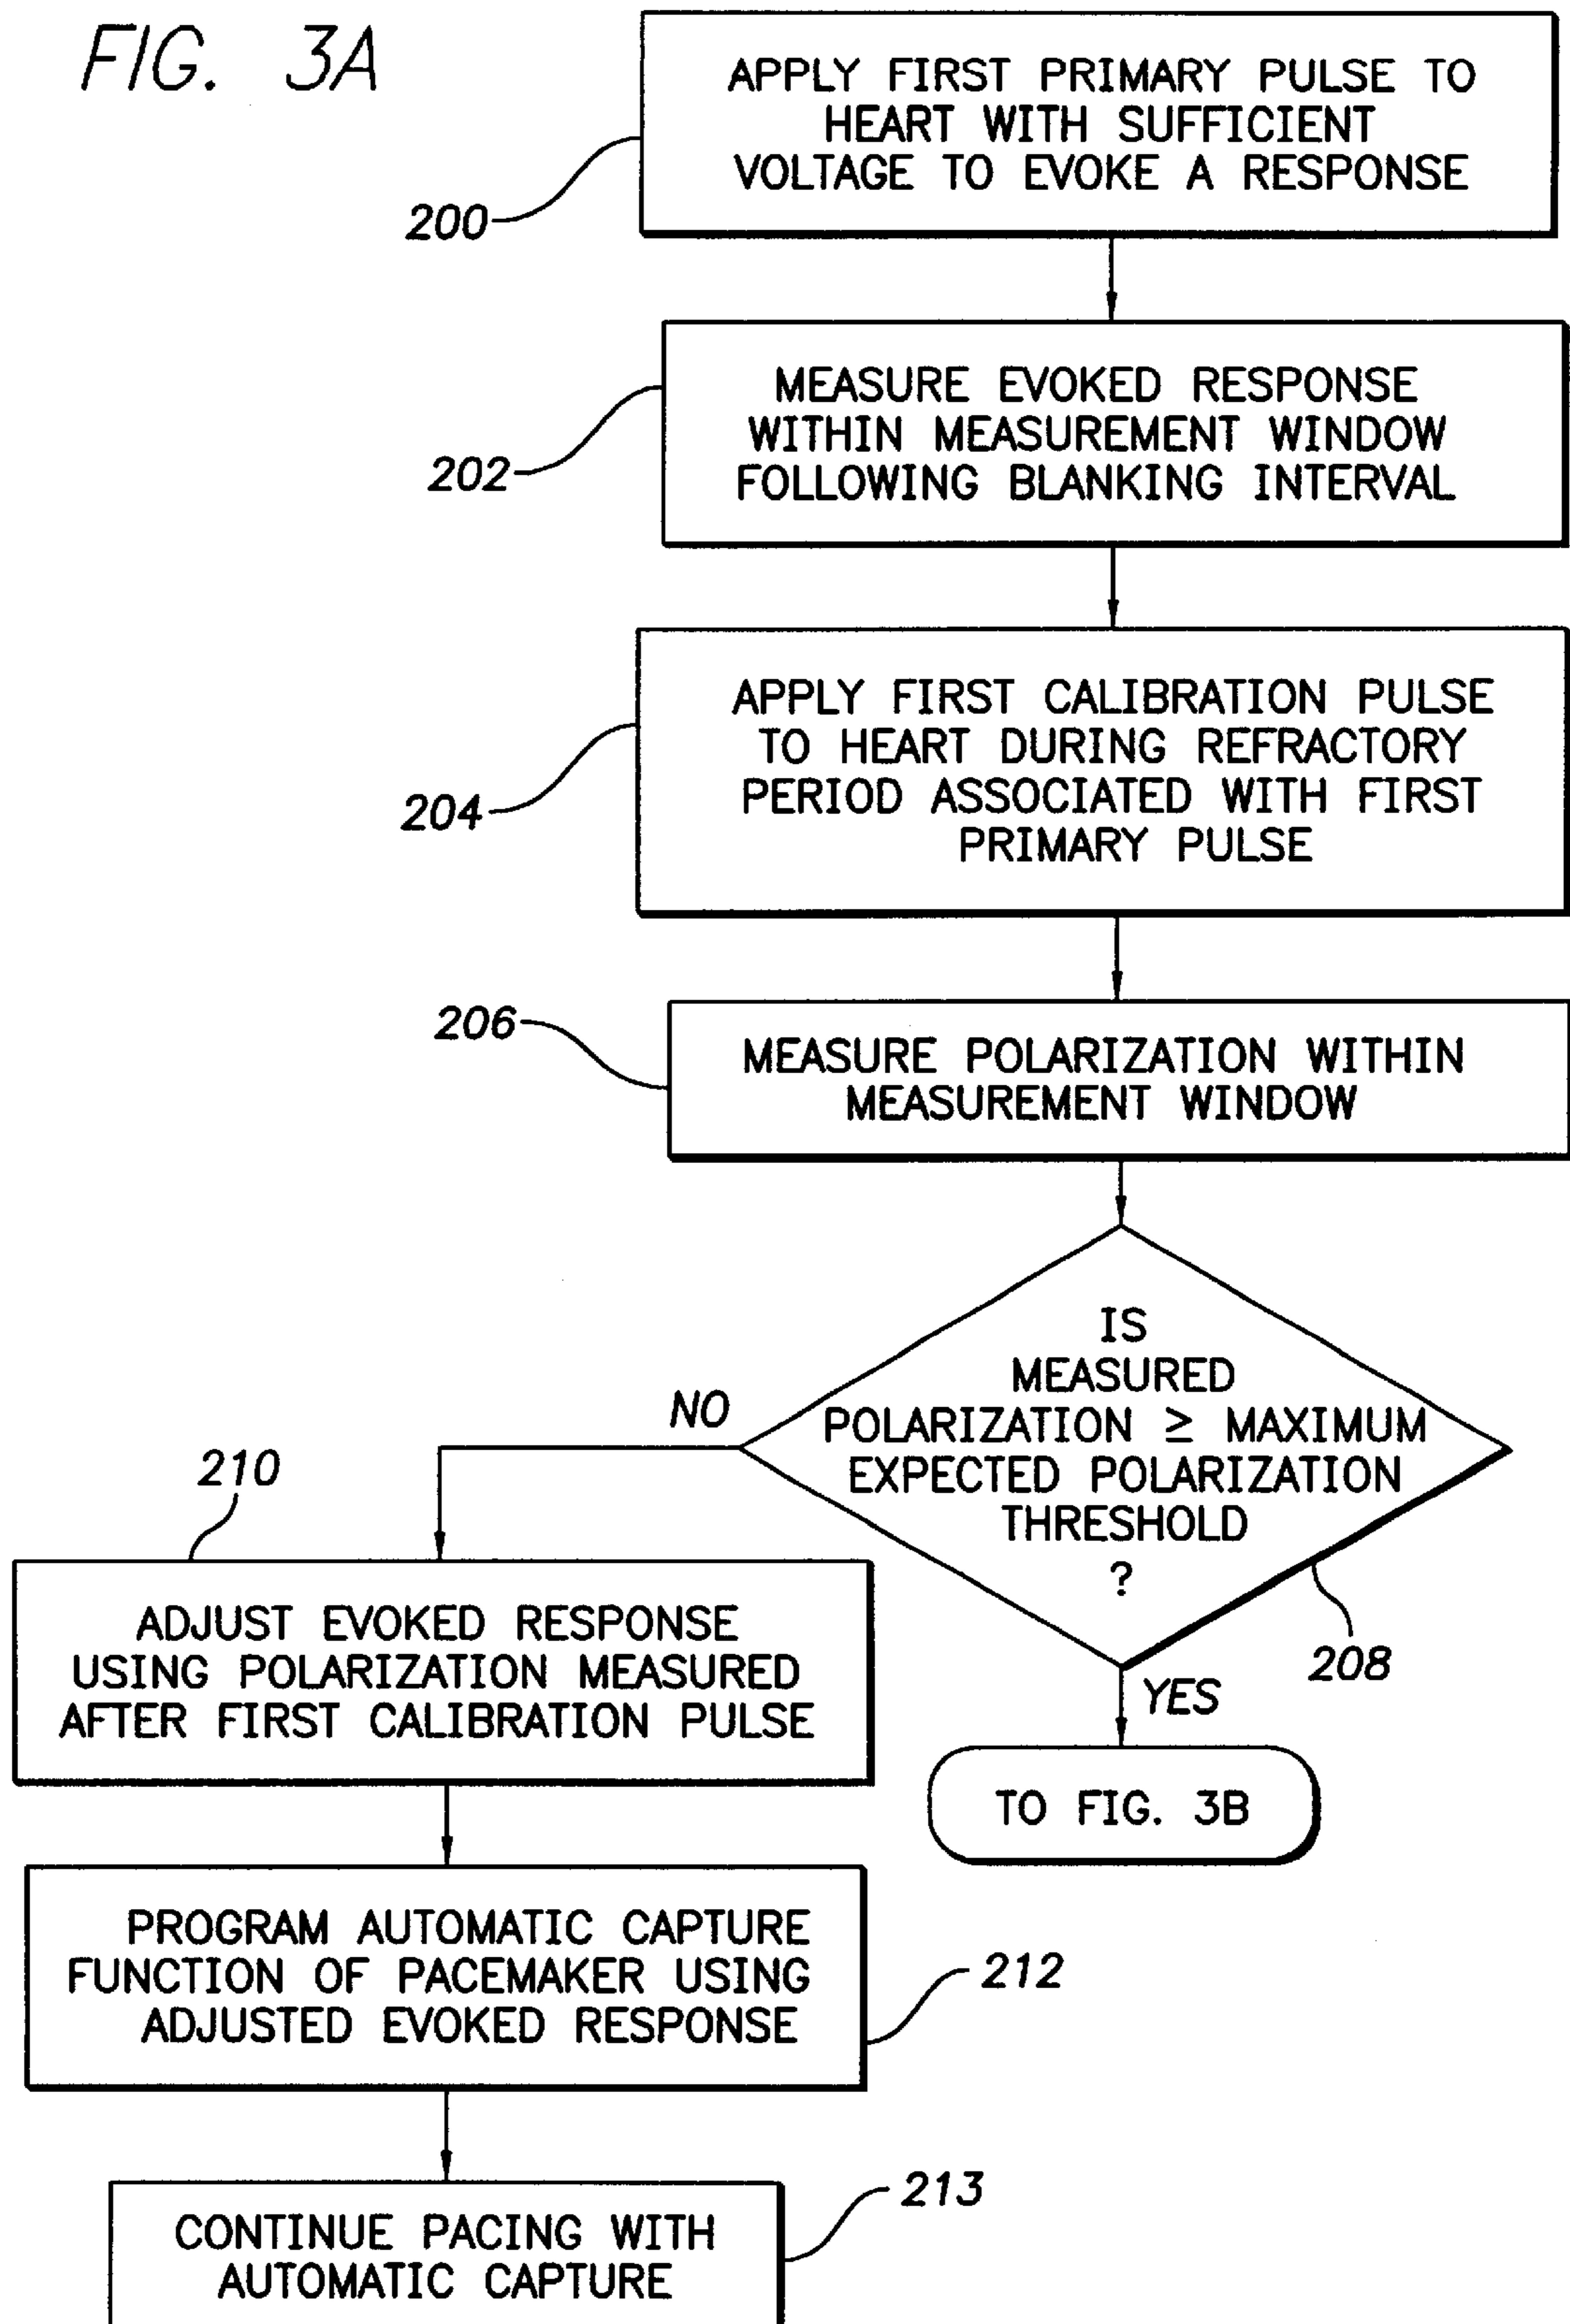 FIG. 3A
APPLY FIRST PRIMARY PULSE TO
HEART WITH SUFFICIENT
VOLTAGE TO EVOKE A RESPONSE
200
MEASURE EVOKED RESPONSE
WITHIN MEASUREMENT WINDOW
FOLLOWING BLANKING INTERVAL
202
APPLY FIRST CALIBRATION PULSE
TO HEART DURING REFRACTORY
PERIOD ASSOCIATED WITH FIRST
PRIMARY PULSE
204
206
MEASURE POLARIZATION WITHIN
MEASUREMENT WINDOW
IS
MEASURED
POLARIZATION ≥ MAXIMUM
EXPECTED POLARIZATION
THRESHOLD
?
NO
208
YES
TO FIG. 3B
210
ADJUST EVOKED RESPONSE
USING POLARIZATION MEASURED
AFTER FIRST CALIBRATION PULSE
PROGRAM AUTOMATIC CAPTURE
FUNCTION OF PACEMAKER USING
ADJUSTED EVOKED RESPONSE
212
213
CONTINUE PACING WITH
AUTOMATIC CAPTURE